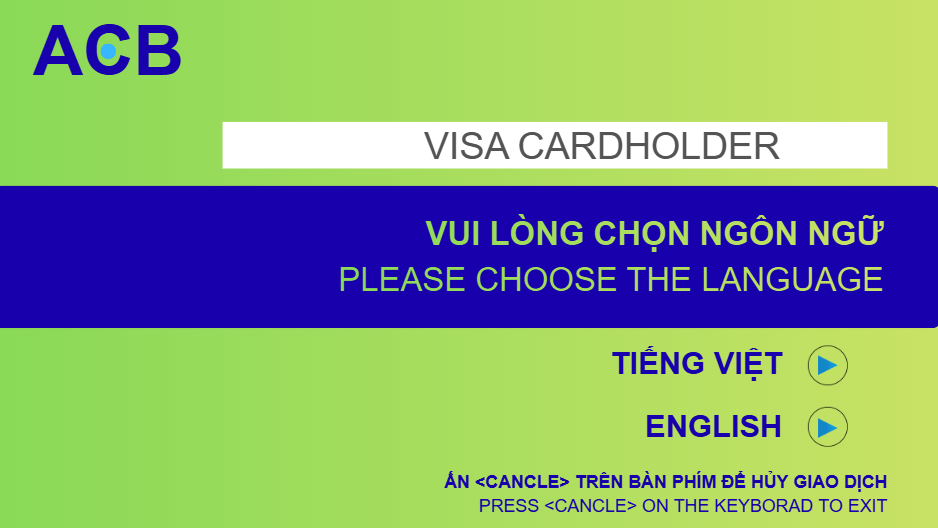 ACB
VISA CARDHOLDER
VUI LÒNG CHỌN NGÔN NGỮ
PLEASE CHOOSE THE LANGUAGE
TIẾNG VIỆT
ENGLISH
ẤN <CANCLE> TRÊN BÀN PHÍM ĐỂ HỦY GIAO DỊCH
PRESS <CANCLE> ON THE KEYBORAD TO EXIT